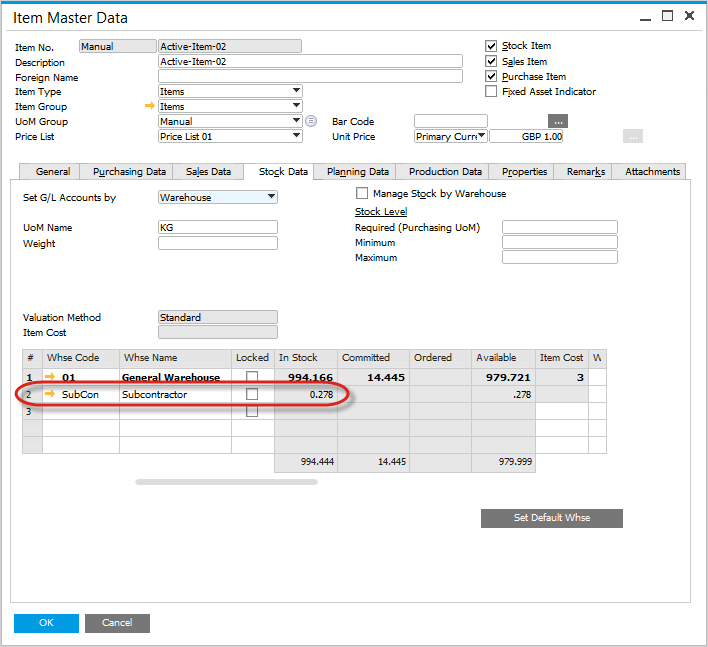 Item Master Data
Item No. Manual Active-Item-02
Description Active-Item-02
Foreign Name
Item Type Items
Item Group Items
UoM Group Manual
Price List Price List 01
Stock Item
Sales Item
Purchase Item
Fixed Asset Indicator
Bar Code ...
Unit Price Primary Curre GBP 1.00 ...
General Purchasing Data Sales Data Stock Data Planning Data Production Data Properties Remarks Attachments
Set G/L Accounts by Warehouse
UoM Name KG
Weight
Manage Stock by Warehouse
Stock Level
Required (Purchasing UoM)
Minimum
Maximum
Valuation Method Standard
Item Cost
# Whse Code Whse Name Locked In Stock Committed Ordered Available Item Cost W
1 01 General Warehouse 994.166 14.445 979.721 3
2 SubCon Subcontractor 0.278 .278
3
994.444 14.445 979.999
Set Default Whse
OK Cancel